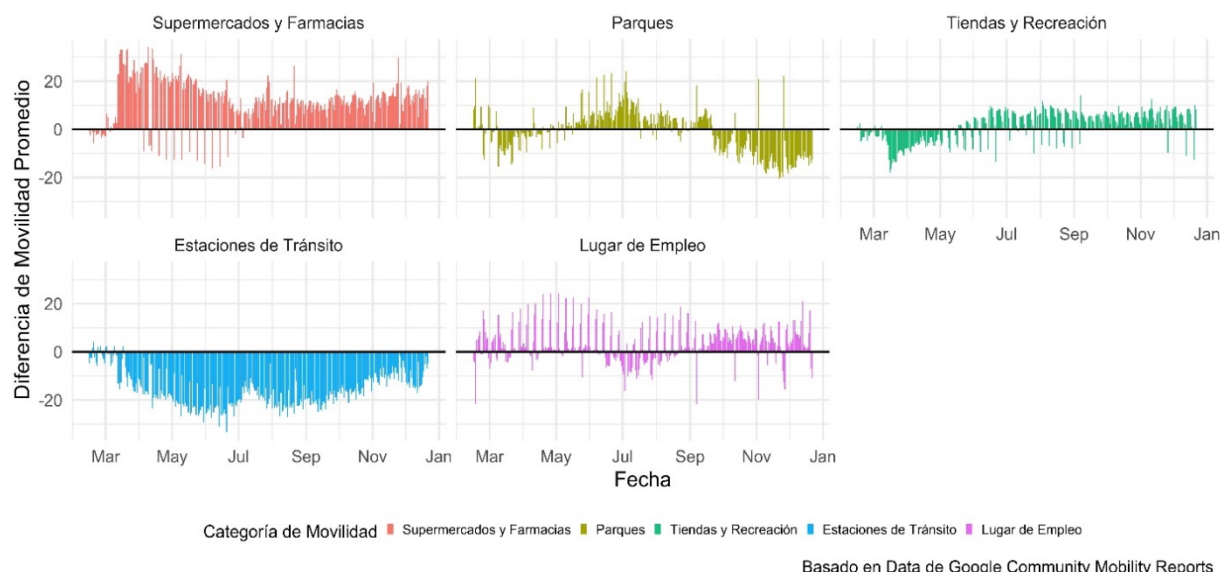 Supermercados y Farmacias
Parques
Tiendas y Recreación
Diferencia de Movilidad Promedio
20
0
-20
Mar May Jul Sep Nov Jan
Estaciones de Tránsito
Lugar de Empleo
20
0
-20
Mar May Jul Sep Nov Jan
Mar May Jul Sep Nov Jan
Fecha
Categoría de Movilidad Supermercados y Farmacias Parques Tiendas y Recreación Estaciones de Tránsito Lugar de Empleo
Basado en Data de Google Community Mobility Reports